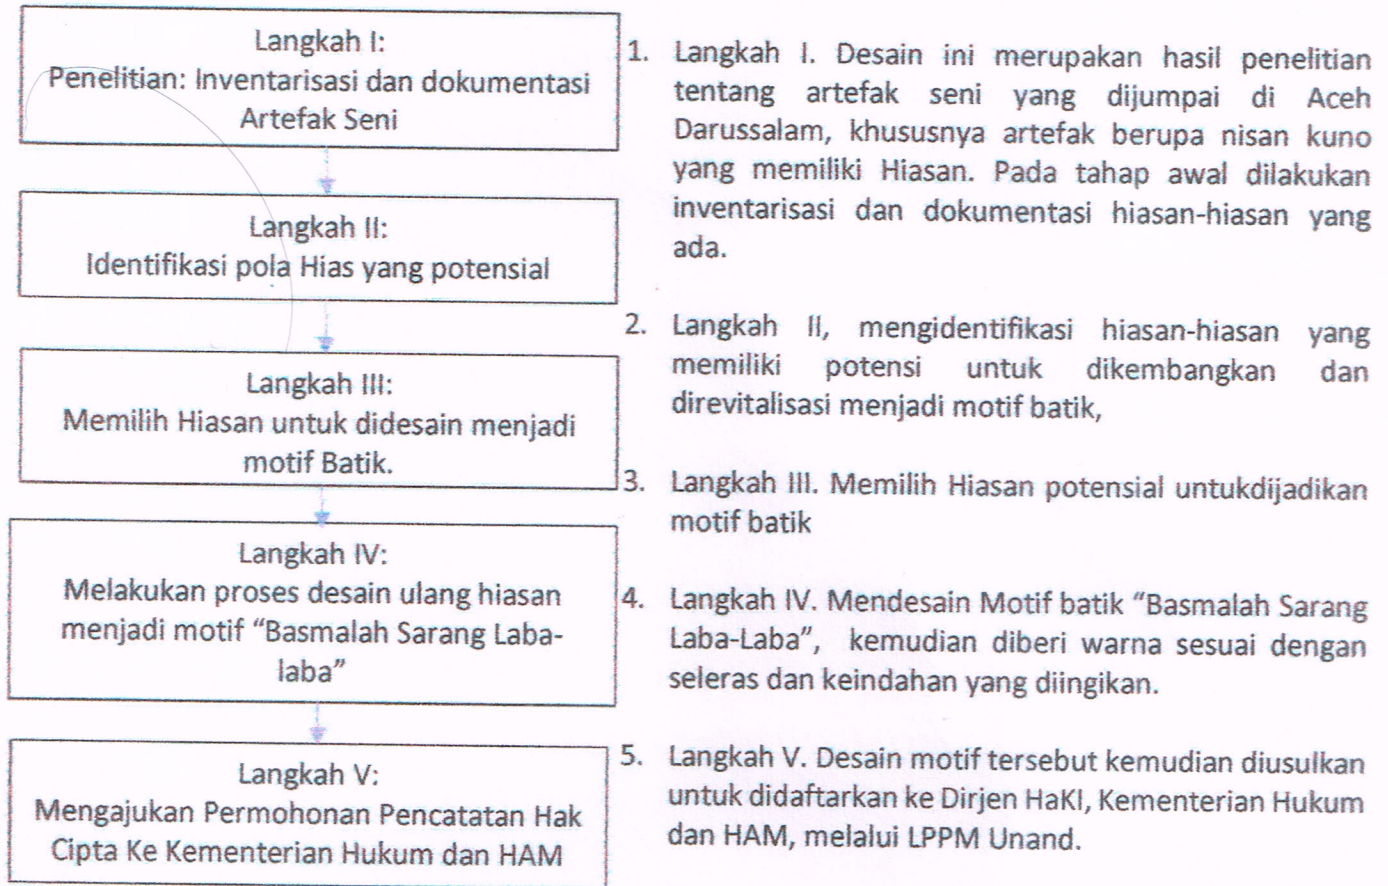 Langkah I:
Penelitian: Inventarisasi dan dokumentasi
Artefak Seni
Langkah II:
Identifikasi pola Hias yang potensial
Langkah III:
Memilih Hiasan untuk didesain menjadi
motif Batik.
Langkah IV:
Melakukan proses desain ulang hiasan
menjadi motif “Basmalah Sarang Laba-
laba”
Langkah V:
Mengajukan Permohonan Pencatatan Hak
Cipta Ke Kementerian Hukum dan HAM
1. Langkah I. Desain ini merupakan hasil penelitian
tentang artefak seni yang dijumpai di Aceh
Darussalam, khususnya artefak berupa nisan kuno
yang memiliki Hiasan. Pada tahap awal dilakukan
inventarisasi dan dokumentasi hiasan-hiasan yang
ada.
2. Langkah II, mengidentifikasi hiasan-hiasan yang
memiliki potensi untuk dikembangkan dan
direvitalisasi menjadi motif batik,
3. Langkah III. Memilih Hiasan potensial untukdijadikan
motif batik
4. Langkah IV. Mendesain Motif batik “Basmalah Sarang
Laba-Laba”, kemudian diberi warna sesuai dengan
seleras dan keindahan yang diingikan.
5. Langkah V. Desain motif tersebut kemudian diusulkan
untuk didaftarkan ke Dirjen HaKI, Kementerian Hukum
dan HAM, melalui LPPM Unand.